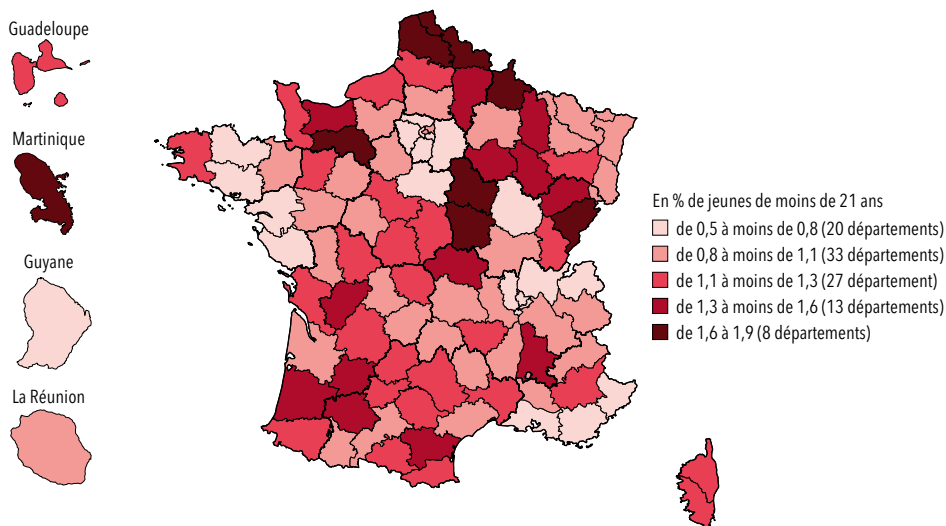 Guadeloupe
Martinique
Guyane
La Réunion
En % de jeunes de moins de 21 ans
de 0,5 à moins de 0,8 (20 départements)
de 0,8 à moins de 1,1 (33 départements)
de 1,1 à moins de 1,3 (27 département)
de 1,3 à moins de 1,6 (13 départements)
de 1,6 à 1,9 (8 départements)